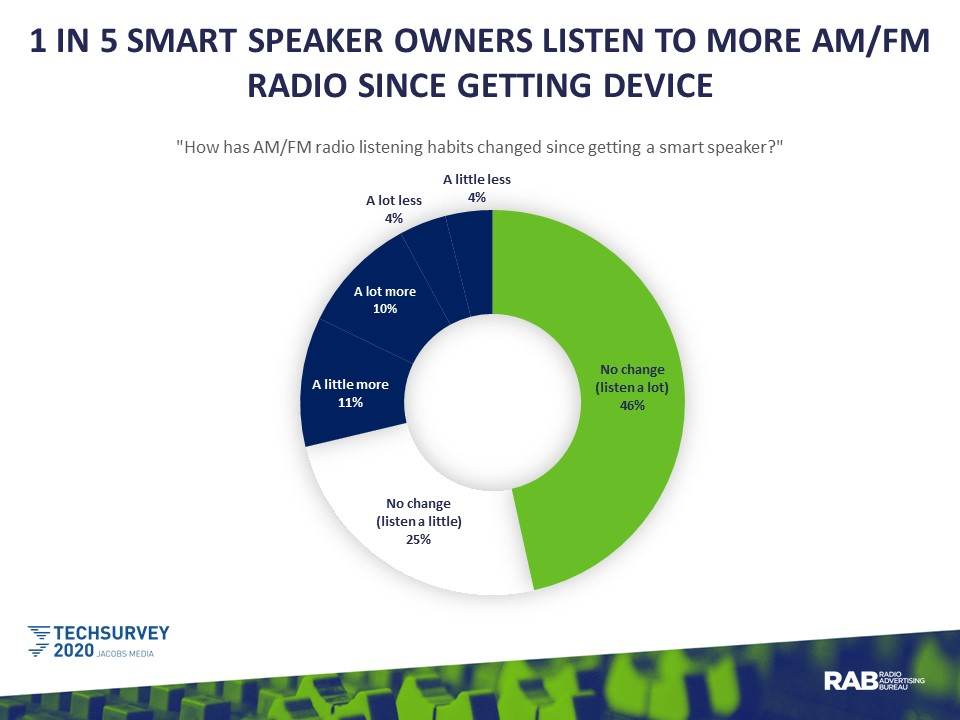 1 IN 5 SMART SPEAKER OWNERS LISTEN TO MORE AM/FM
RADIO SINCE GETTING DEVICE
"How has AM/FM radio listening habits changed since getting a smart speaker?"
A little less
4%
A lot less
4%
A lot more
10%
A little more
11%
No change
(listen a lot)
46%
No change
(listen a little)
25%
TECHSURVEY
2020 JACOBS MEDIA
RAB RADIO
ADVERTISING
BUREAU